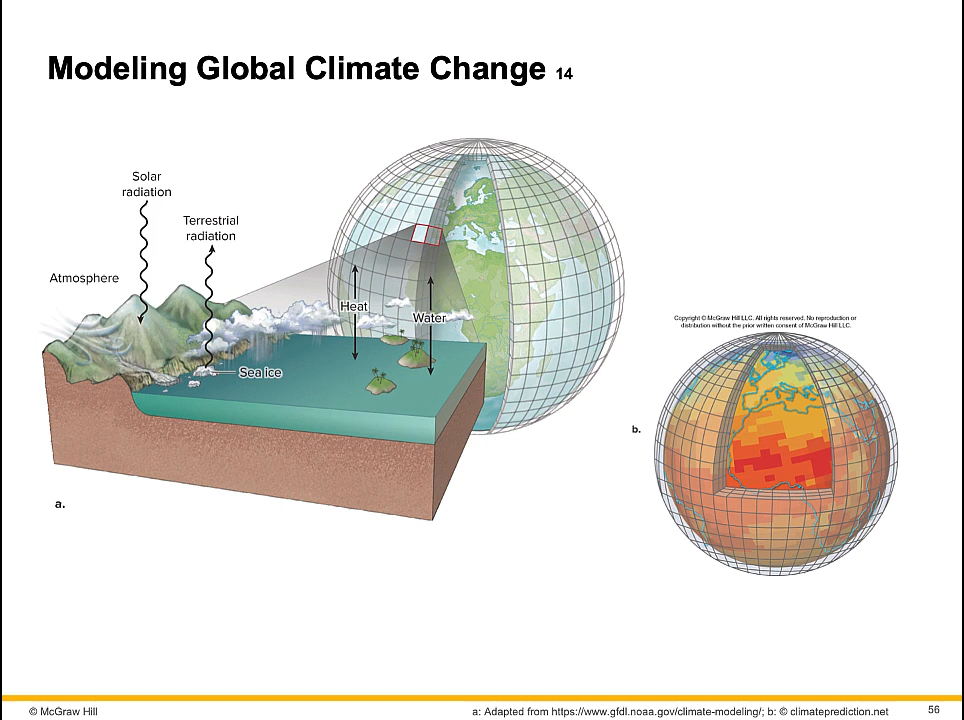 Modeling Global Climate Change 14
Solar
radiation
Terrestrial
radiation
Atmosphere
Heat
Water
Sea ice
a.
Copyright © McGraw Hill LLC. All rights reserved. No reproduction or
distribution without the prior written consent of McGraw Hill LLC.
b.
© McGraw Hill
a: Adapted from https://www.gfdl.noaa.gov/climate-modeling/; b: © climateprediction.net
56